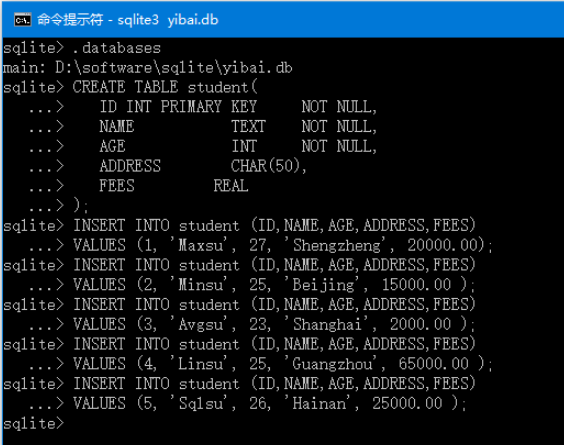 命令提示符 - sqlite3  yibai.db
sqlite> .databases
main: D:\software\sqlite\yibai.db
sqlite> CREATE TABLE student(
   ...>    ID INT PRIMARY KEY     NOT NULL,
   ...>    NAME           TEXT    NOT NULL,
   ...>    AGE            INT     NOT NULL,
   ...>    ADDRESS        CHAR(50),
   ...>    FEES         REAL
   ...> );
sqlite> INSERT INTO student (ID,NAME,AGE,ADDRESS,FEES)
   ...> VALUES (1, 'Maxsu', 27, 'Shengzheng', 20000.00);
sqlite> INSERT INTO student (ID,NAME,AGE,ADDRESS,FEES)
   ...> VALUES (2, 'Minsu', 25, 'Beijing', 15000.00 );
sqlite> INSERT INTO student (ID,NAME,AGE,ADDRESS,FEES)
   ...> VALUES (3, 'Avgsu', 23, 'Shanghai', 2000.00 );
sqlite> INSERT INTO student (ID,NAME,AGE,ADDRESS,FEES)
   ...> VALUES (4, 'Linsu', 25, 'Guangzhou', 65000.00 );
sqlite> INSERT INTO student (ID,NAME,AGE,ADDRESS,FEES)
   ...> VALUES (5, 'Sqlsu', 26, 'Hainan', 25000.00 );
sqlite>